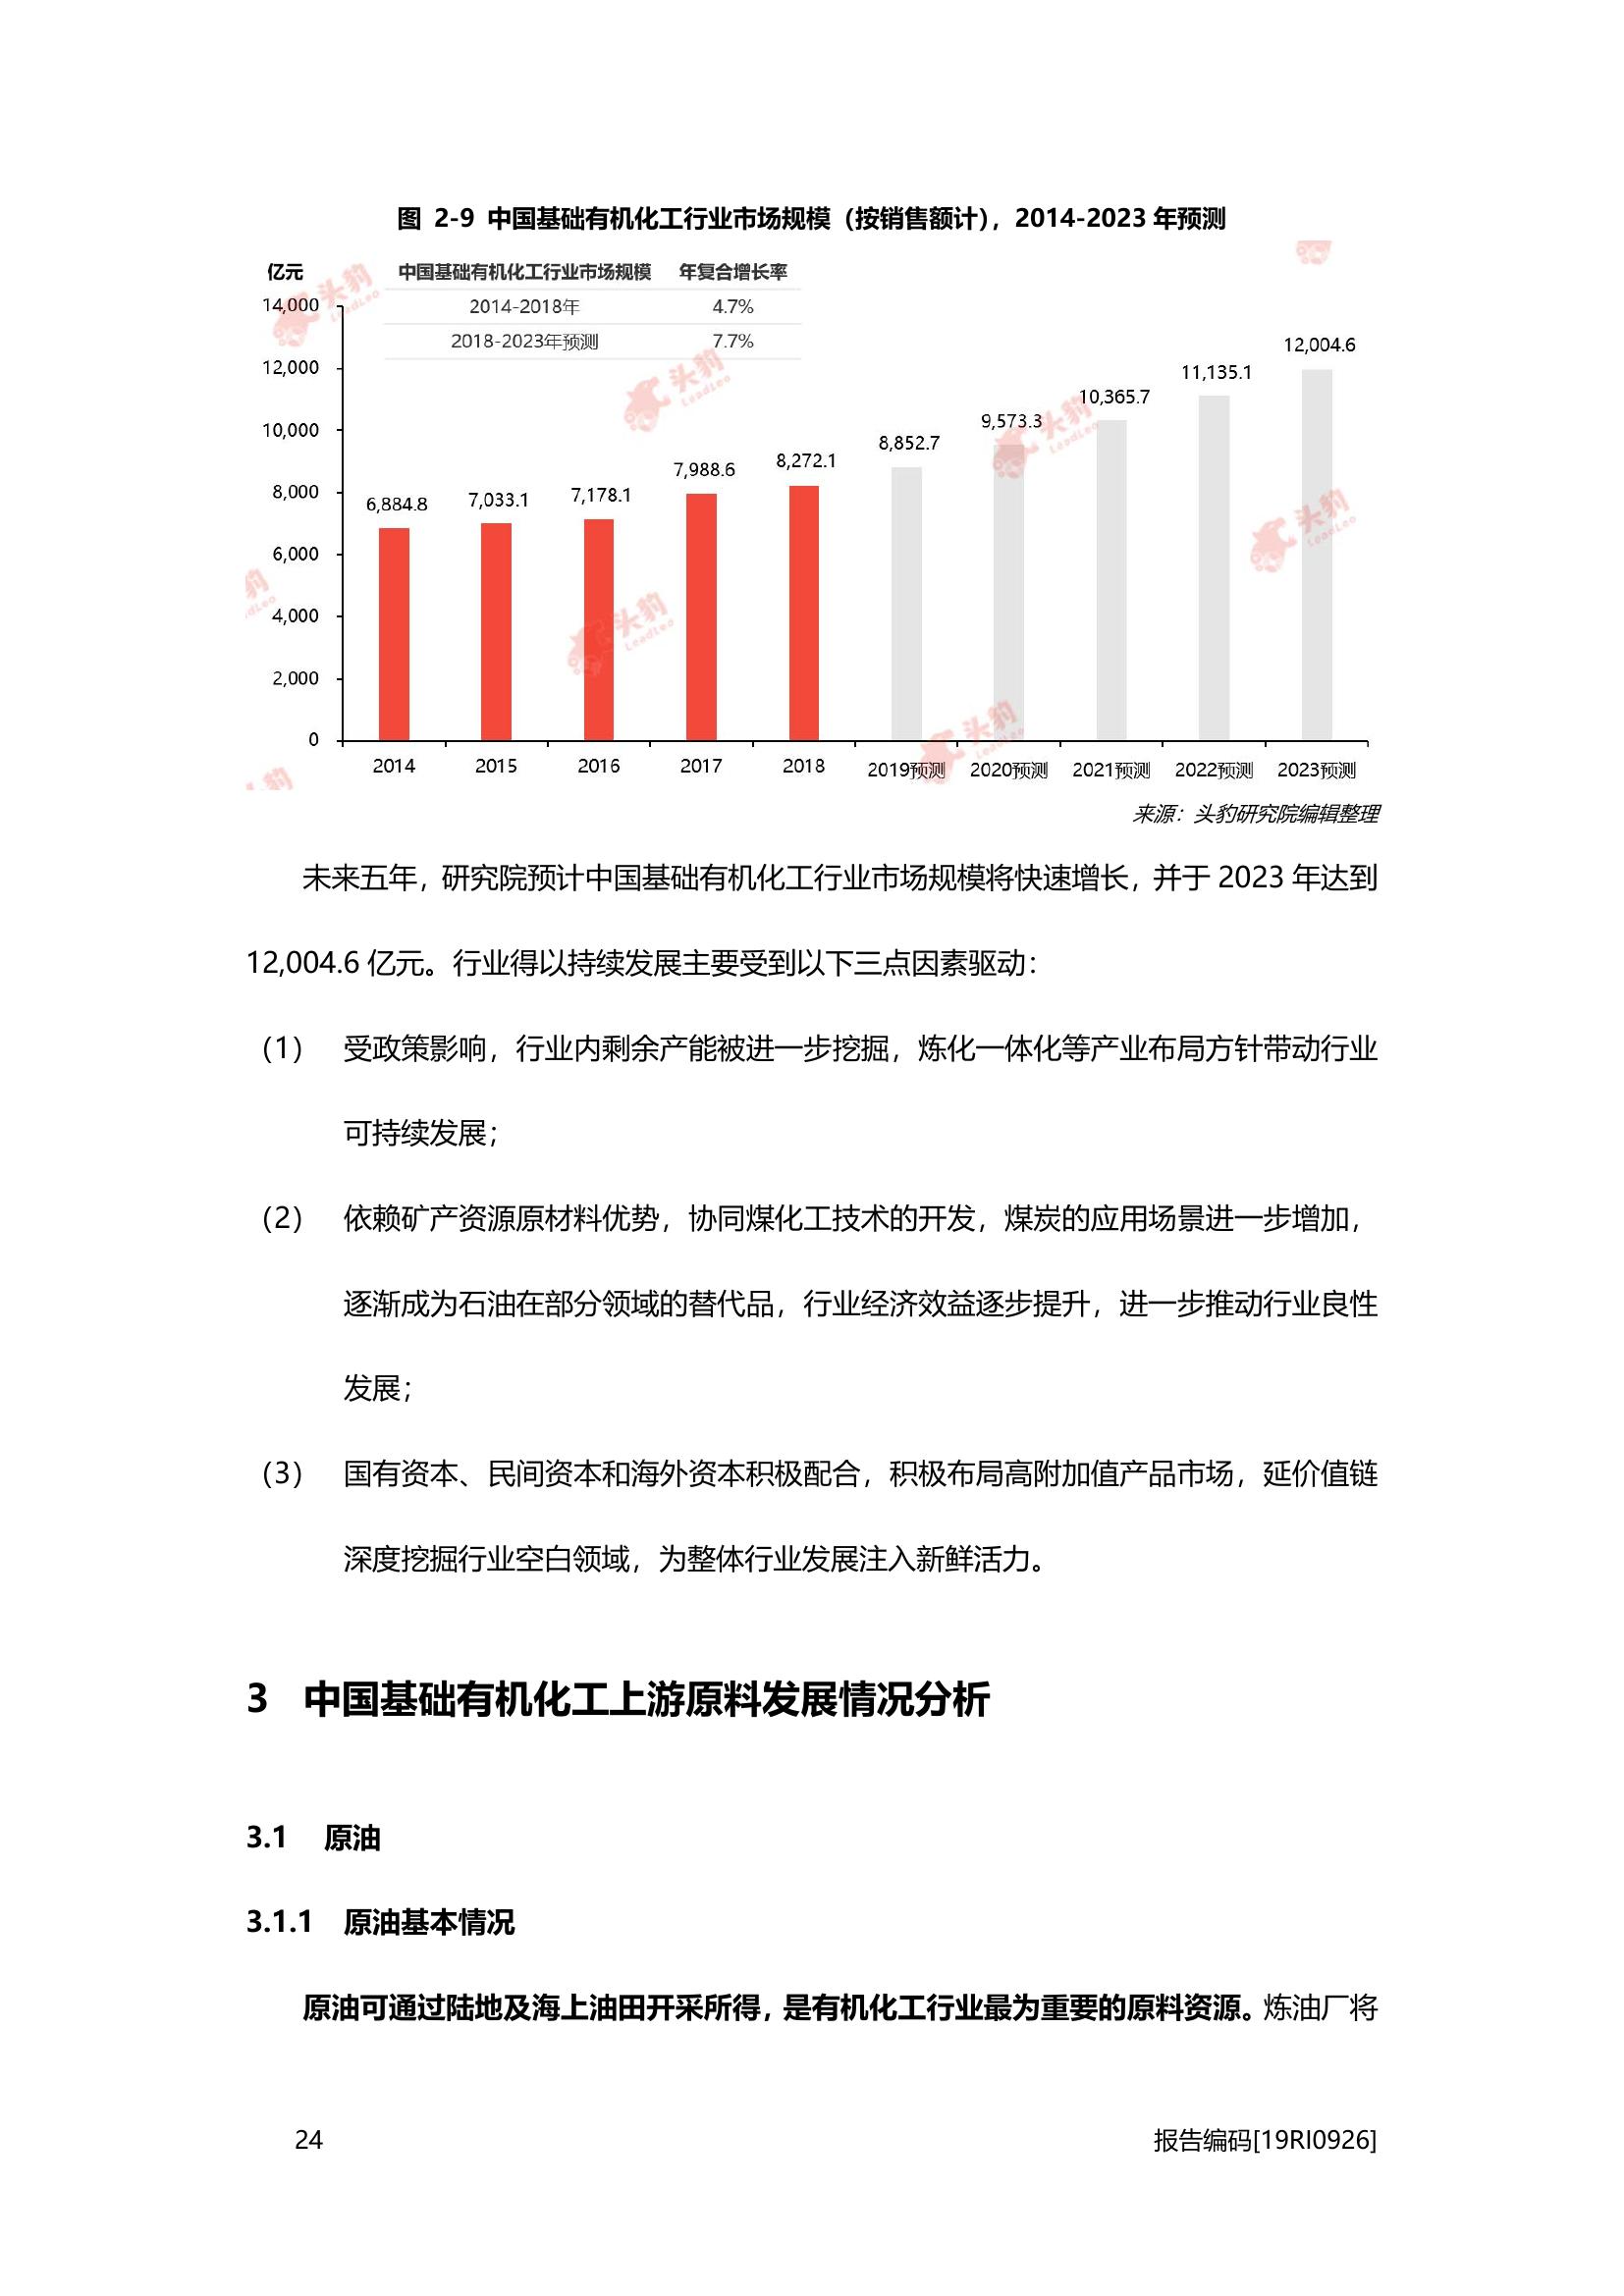 图 2-9 中国基础有机化工行业市场规模（按销售额计），2014-2023 年预测
亿元
中国基础有机化工行业市场规模 年复合增长率
2014-2018年 4.7%
2018-2023年预测 7.7%
14,000
12,000
10,000
8,000
6,000
4,000
2,000
0
6,884.8
7,033.1
7,178.1
7,988.6
8,272.1
8,852.7
9,573.3
10,365.7
11,135.1
12,004.6
2014 2015 2016 2017 2018 2019预测 2020预测 2021预测 2022预测 2023预测
头豹
LeadLeo
头豹
LeadLeo
头豹
LeadLeo
头豹
LeadLeo
头豹
LeadLeo
头豹
LeadLeo
来源：头豹研究院编辑整理
未来五年，研究院预计中国基础有机化工行业市场规模将快速增长，并于 2023 年达到
12,004.6 亿元。行业得以持续发展主要受到以下三点因素驱动：
（1） 受政策影响，行业内剩余产能被进一步挖掘，炼化一体化等产业布局方针带动行业
可持续发展；
（2） 依赖矿产资源原材料优势，协同煤化工技术的开发，煤炭的应用场景进一步增加，
逐渐成为石油在部分领域的替代品，行业经济效益逐步提升，进一步推动行业良性
发展；
（3） 国有资本、民间资本和海外资本积极配合，积极布局高附加值产品市场，延价值链
深度挖掘行业空白领域，为整体行业发展注入新鲜活力。
3 中国基础有机化工上游原料发展情况分析
3.1 原油
3.1.1 原油基本情况
原油可通过陆地及海上油田开采所得，是有机化工行业最为重要的原料资源。炼油厂将
24 报告编码[19RI0926]